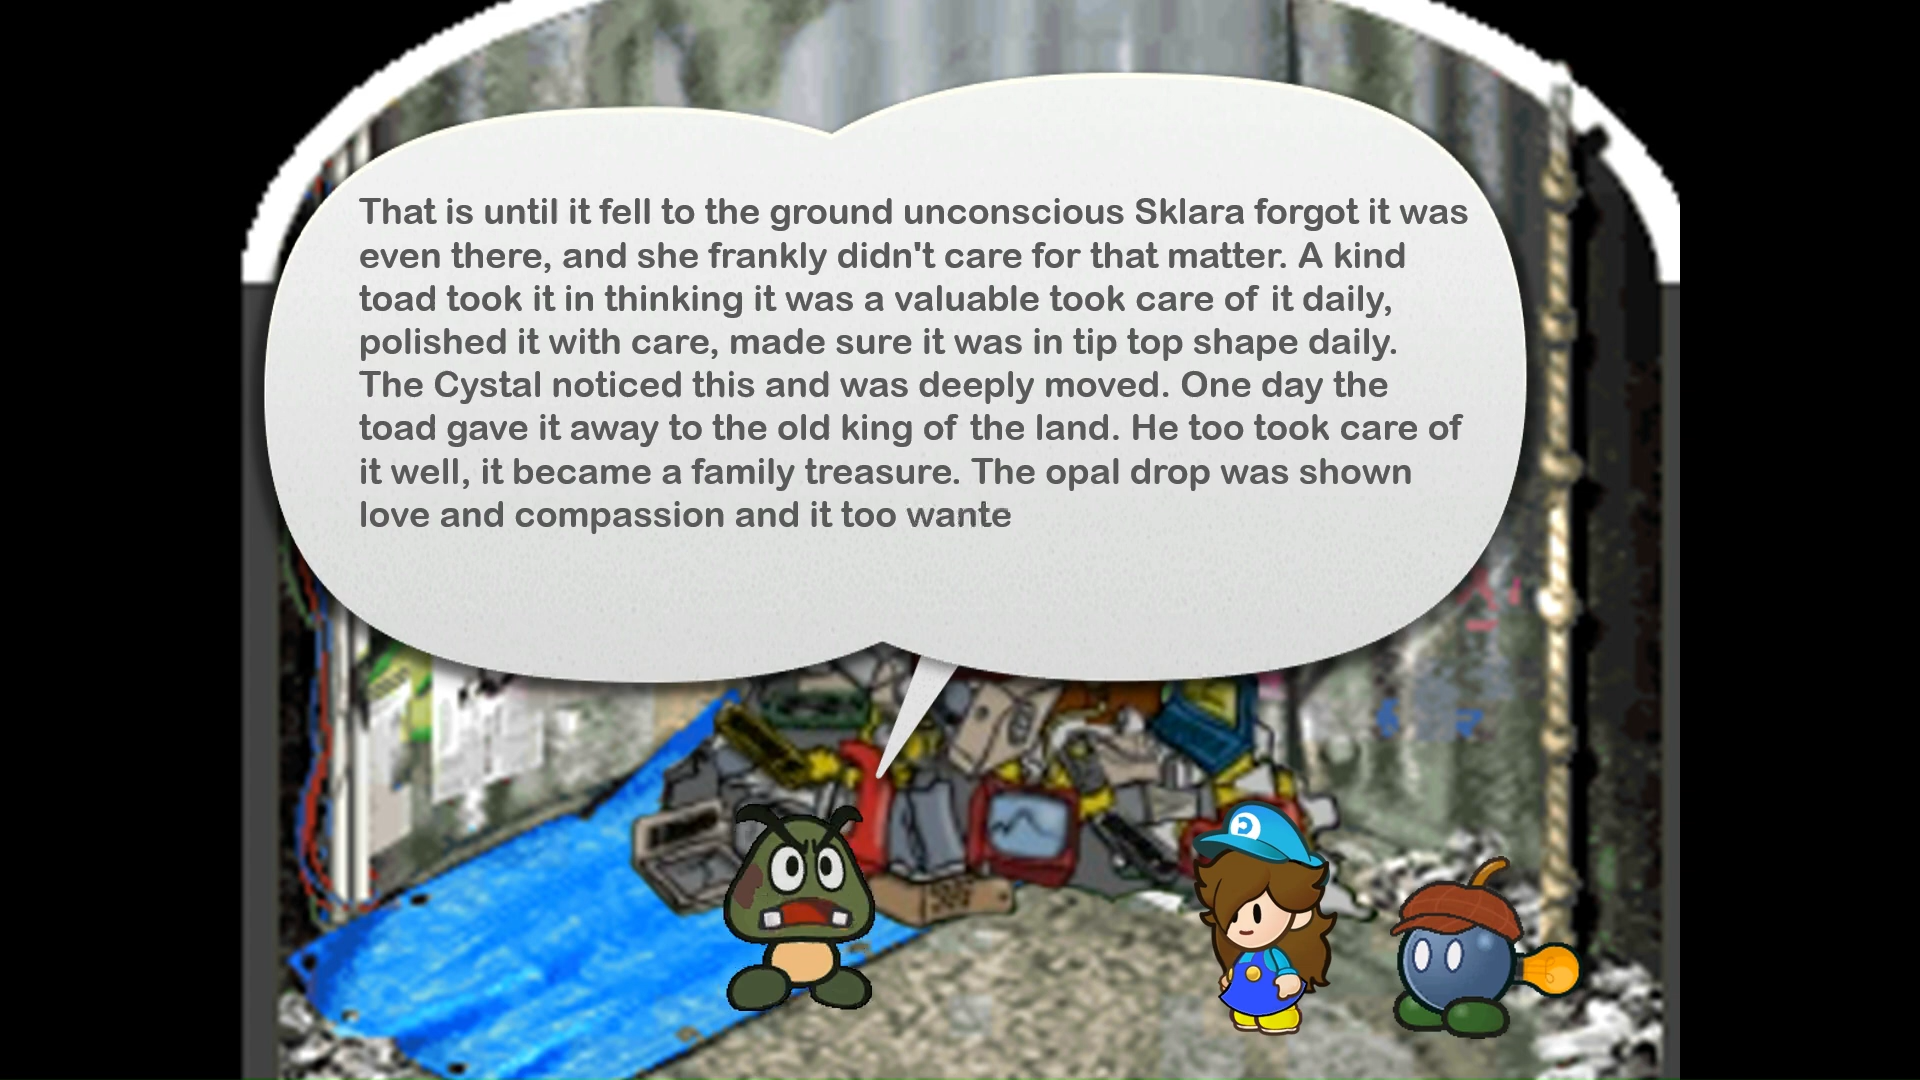 That is until it fell to the ground unconscious Sklara forgot it was
even there, and she frankly didn't care for that matter. A kind
toad took it in thinking it was a valuable took care of it daily,
polished it with care, made sure it was in tip top shape daily.
The Cystal noticed this and was deeply moved. One day the
toad gave it away to the old king of the land. He too took care of
it well, it became a family treasure. The opal drop was shown
love and compassion and it too wante